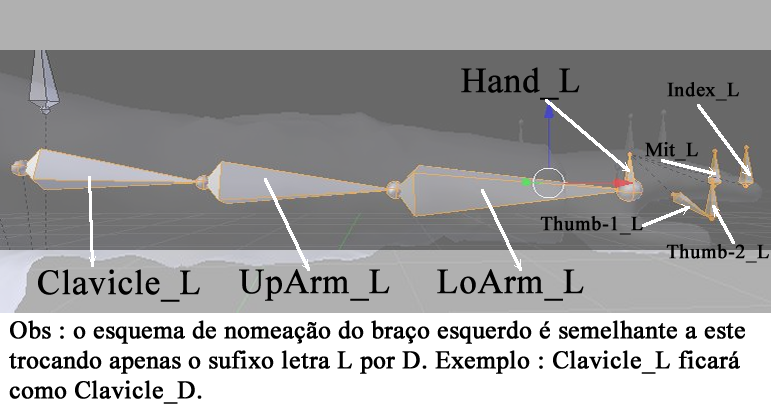 Hand_L
Index_L
Mit_L
Thumb-1_L
Thumb-2_L
Clavicle_L UpArm_L LoArm_L
Obs : o esquema de nomeação do braço esquerdo é semelhante a este
trocando apenas o sufixo letra L por D. Exemplo : Clavicle_L ficará
como Clavicle_D.